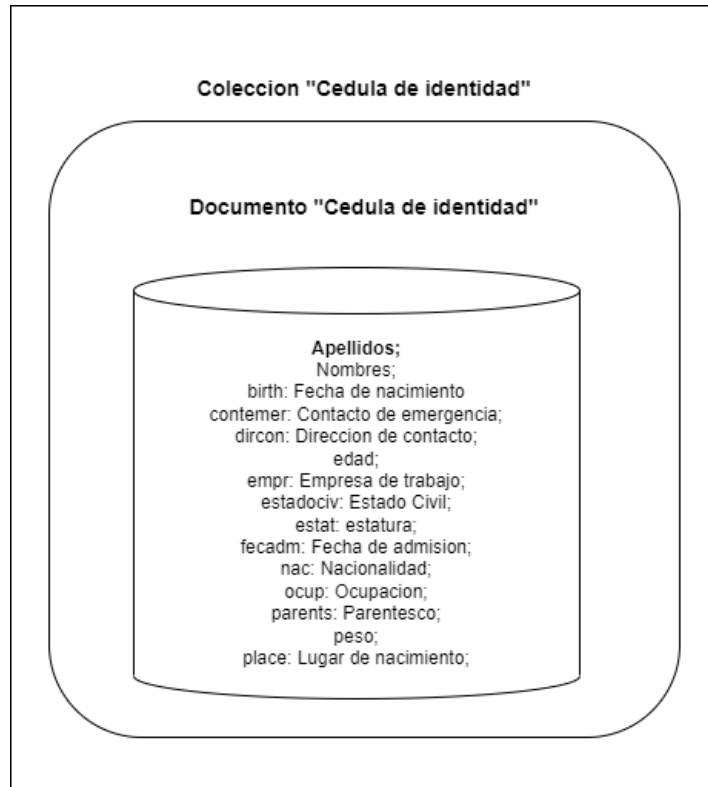 Coleccion "Cedula de identidad"
Documento "Cedula de identidad"
Apellidos;
Nombres;
birth: Fecha de nacimiento
contemer: Contacto de emergencia;
dircon: Direccion de contacto;
edad;
empr: Empresa de trabajo;
estadociv: Estado Civil;
estat: estatura;
fecadm: Fecha de admision;
nac: Nacionalidad;
ocup: Ocupacion;
parents: Parentesco;
peso;
place: Lugar de nacimiento;